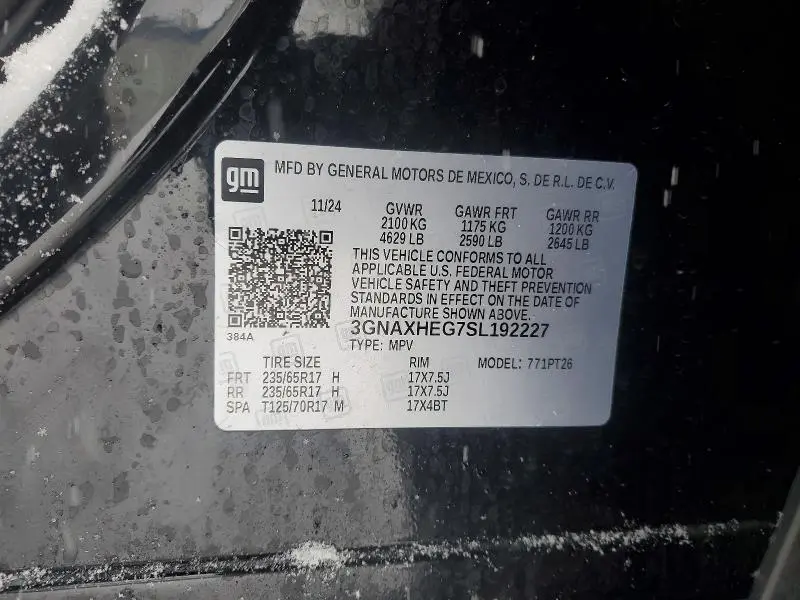 gm MFD BY GENERAL MOTORS DE MEXICO, S. DE R.L. DE C.V.
11/24 GVWR GAWR FRT GAWR RR
2100 KG 1175 KG 1200 KG
4629 LB 2590 LB 2645 LB
THIS VEHICLE CONFORMS TO ALL
APPLICABLE U.S. FEDERAL MOTOR
VEHICLE SAFETY AND THEFT PREVENTION
STANDARDS IN EFFECT ON THE DATE OF
MANUFACTURE SHOWN ABOVE.
384A
3GNAXHEG7SL192227
TYPE: MPV
TIRE SIZE RIM MODEL: 771PT26
FRT 235/65R17 H 17X7.5J
RR 235/65R17 H 17X7.5J
SPA T125/70R17 M 17X4BT